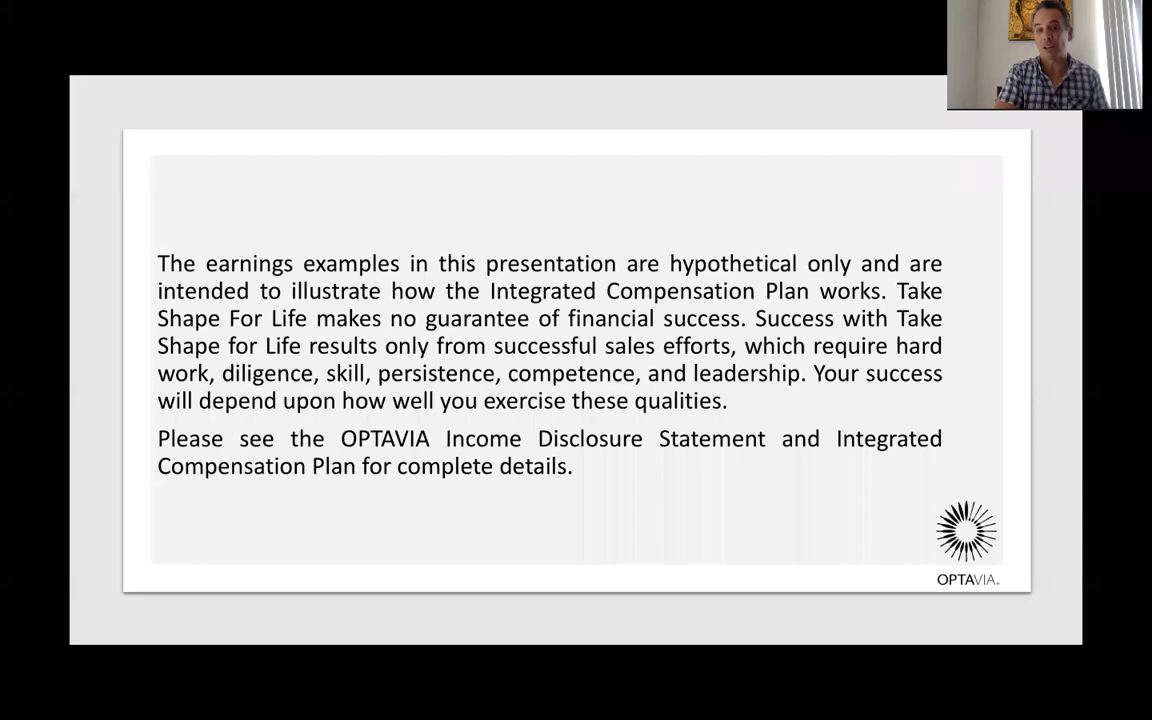 The earnings examples in this presentation are hypothetical only and are
intended to illustrate how the Integrated Compensation Plan works. Take
Shape For Life makes no guarantee of financial success. Success with Take
Shape for Life results only from successful sales efforts, which require hard
work, diligence, skill, persistence, competence, and leadership. Your success
will depend upon how well you exercise these qualities.
Please see the OPTAVIA Income Disclosure Statement and Integrated
Compensation Plan for complete details.
OPTAVIA